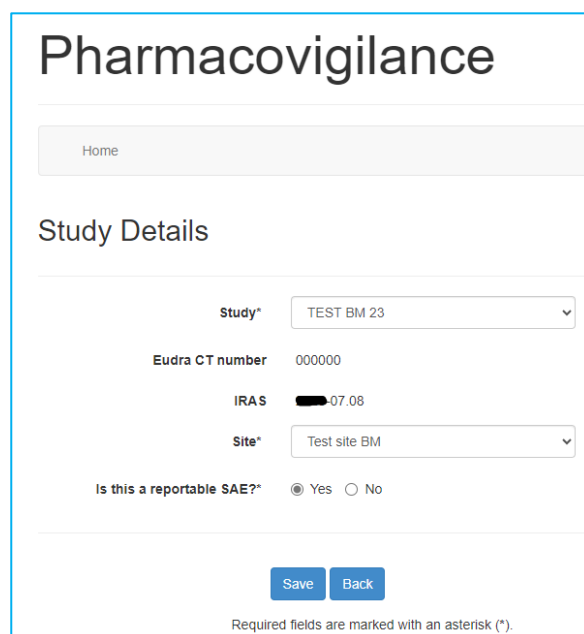 Pharmacovigilance
Home
Study Details
Study* TEST BM 23
Eudra CT number 000000
IRAS -07.08
Site* Test site BM
Is this a reportable SAE?* Yes No
Save Back
Required fields are marked with an asterisk (*).